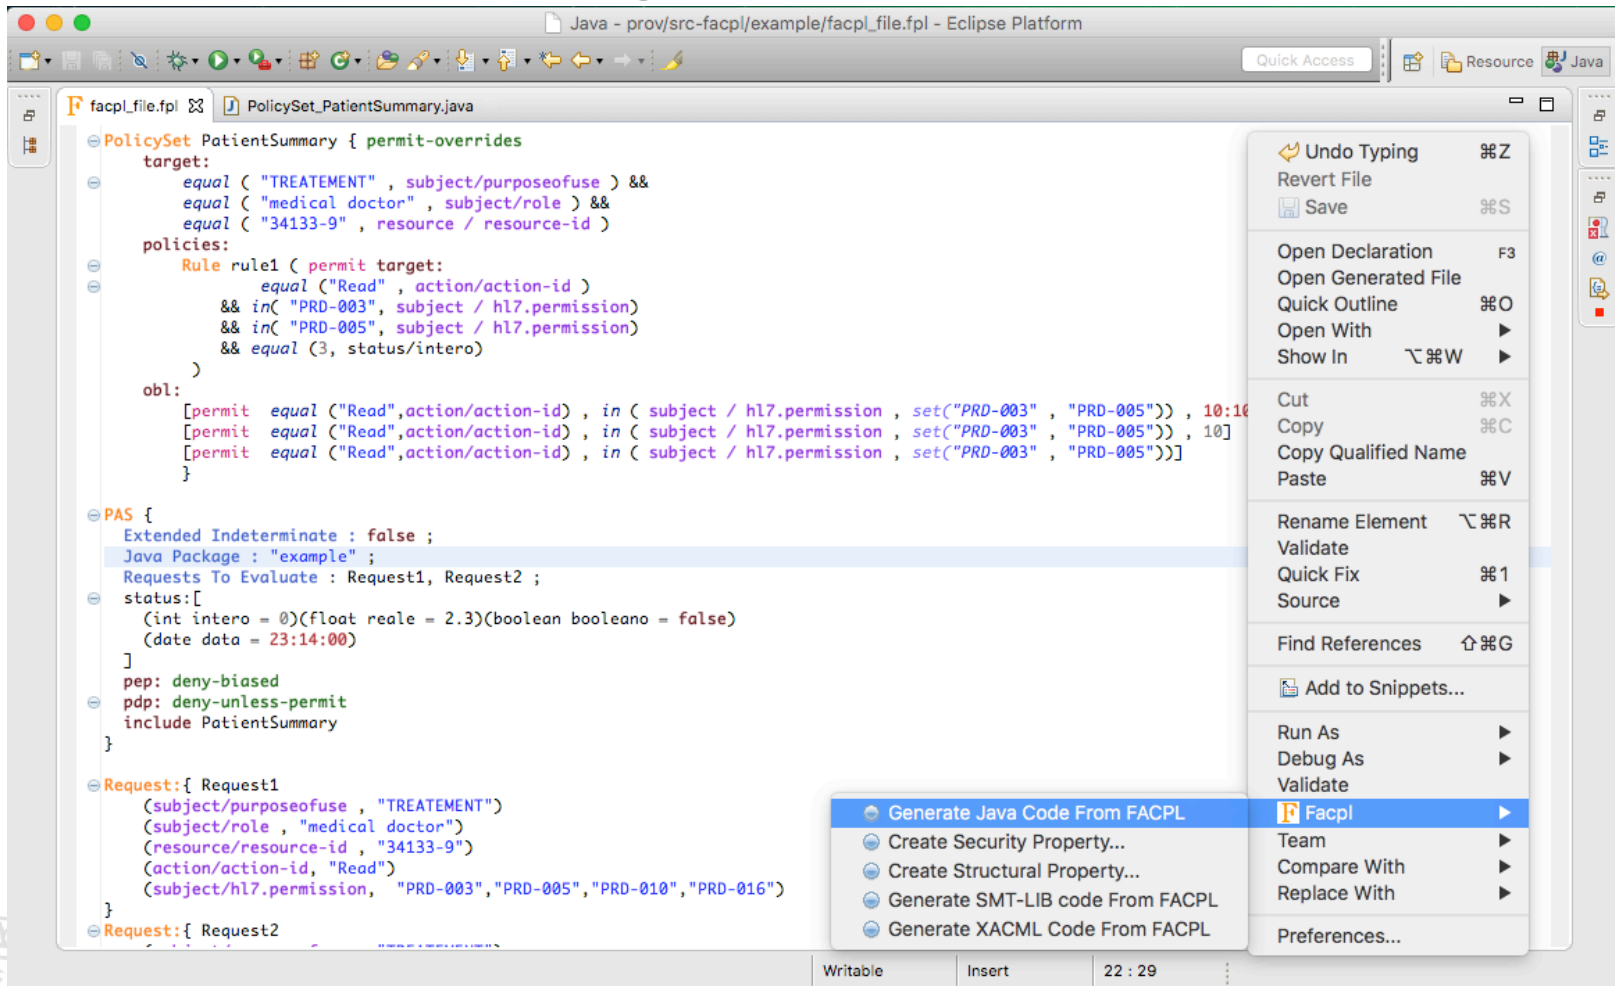 Java - prov/src-facpl/example/facpl_file.fpl - Eclipse Platform
Quick Access
Resource
Java
facpl_file.fpl
PolicySet_PatientSummary.java
PolicySet PatientSummary { permit-overrides
target:
equal ( "TREATEMENT" , subject/purposeofuse ) &&
equal ( "medical doctor" , subject/role ) &&
equal ( "34133-9" , resource / resource-id )
policies:
Rule rule1 ( permit target:
equal ("Read" , action/action-id )
&& in( "PRD-003", subject / hl7.permission)
&& in( "PRD-005", subject / hl7.permission)
&& equal (3, status/intero)
)
obl:
[permit  equal ("Read",action/action-id) , in ( subject / hl7.permission , set("PRD-003" , "PRD-005")) , 10:10
[permit  equal ("Read",action/action-id) , in ( subject / hl7.permission , set("PRD-003" , "PRD-005")) , 10]
[permit  equal ("Read",action/action-id) , in ( subject / hl7.permission , set("PRD-003" , "PRD-005"))]
}
PAS {
Extended Indeterminate : false ;
Java Package : "example" ;
Requests To Evaluate : Request1, Request2 ;
status:[
(int intero = 0)(float reale = 2.3)(boolean booleano = false)
(date data = 23:14:00)
]
pep: deny-biased
pdp: deny-unless-permit
include PatientSummary
}
Request:{ Request1
(subject/purposeofuse , "TREATEMENT")
(subject/role , "medical doctor")
(resource/resource-id , "34133-9")
(action/action-id, "Read")
(subject/hl7.permission,  "PRD-003","PRD-005","PRD-010","PRD-016")
}
Request:{ Request2
Undo Typing ⌘Z
Revert File
Save ⌘S
Open Declaration F3
Open Generated File
Quick Outline ⌘O
Open With
Show In ⌥⌘W
Cut ⌘X
Copy ⌘C
Copy Qualified Name
Paste ⌘V
Rename Element ⌥⌘R
Validate
Quick Fix ⌘1
Source
Find References ⇧⌘G
Add to Snippets...
Run As
Debug As
Validate
Facpl
Team
Compare With
Replace With
Preferences...
Generate Java Code From FACPL
Create Security Property...
Create Structural Property...
Generate SMT-LIB code From FACPL
Generate XACML Code From FACPL
Writable
Insert
22 : 29